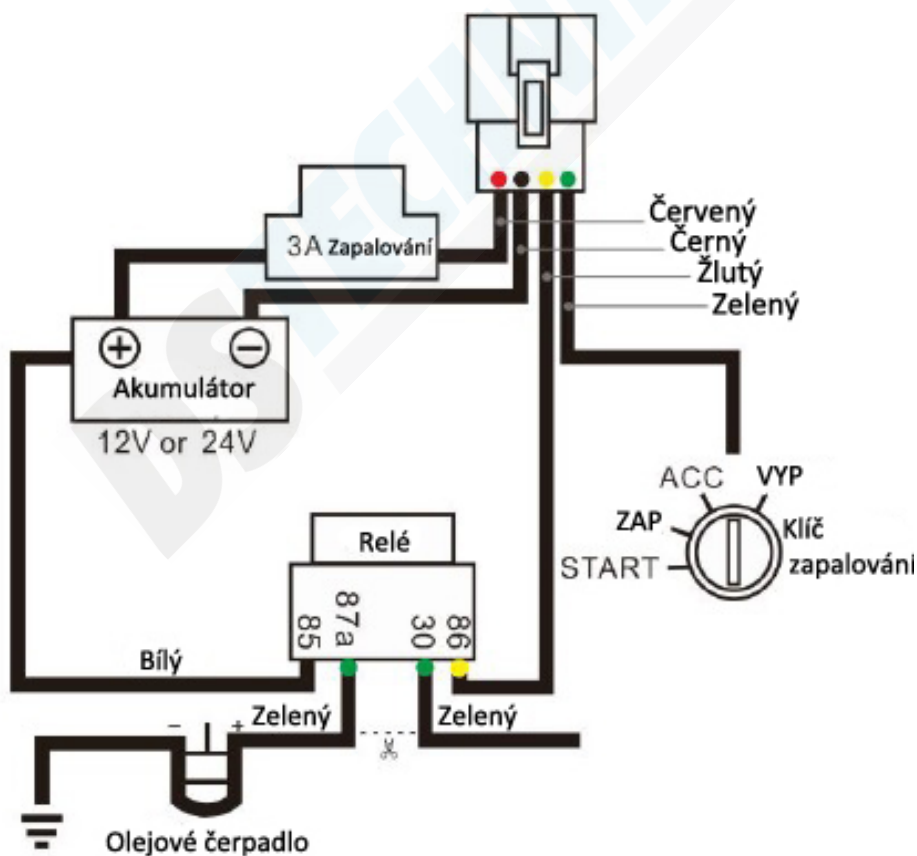 DSTECHNIK
Červený
Černý
Žlutý
Zelený
3A Zapalování
+ −
Akumulátor
12V or 24V
ACC
VYP
ZAP
Klíč
zapalování
START
Relé
85
87a
30
86
Bílý
Zelený
Zelený
− +
Olejové čerpadlo